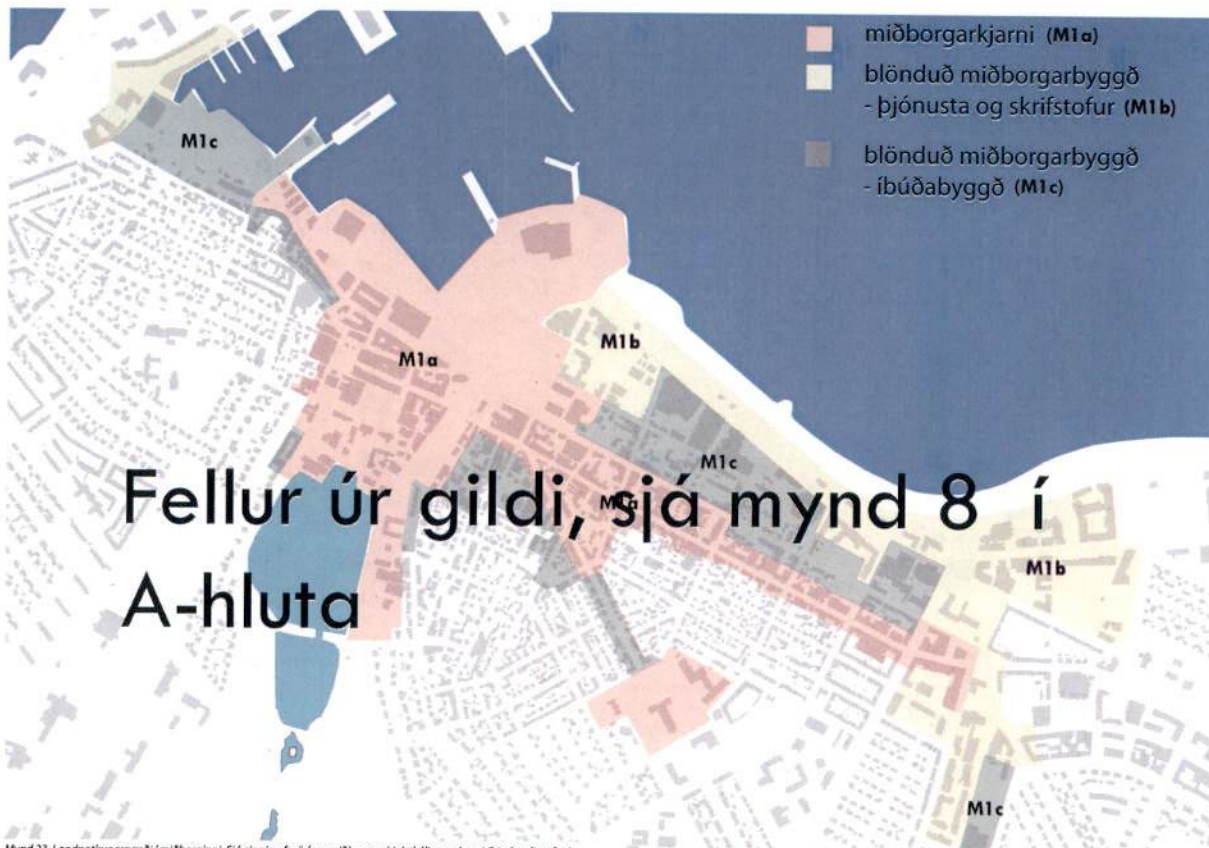 miðborgarkjarni (M1a)
blönduð miðborgarbyggð
- þjónusta og skrifstofur (M1b)
blönduð miðborgarbyggð
- íbúðabyggð (M1c)
M1c
M1b
M1a
M1c
Fellur úr gildi, sjá mynd 8 í
A-hluta
M1b
M1c